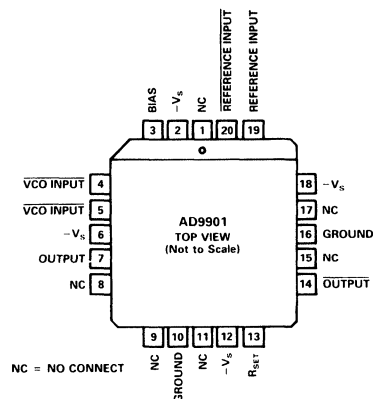 BIAS
–Vₛ
NC
REFERENCE INPUT
REFERENCE INPUT
3 2 1 20 19
VCO INPUT 4
VCO INPUT 5
–Vₛ 6
OUTPUT 7
NC 8
AD9901
TOP VIEW
(Not to Scale)
18 –Vₛ
17 NC
16 GROUND
15 NC
14 OUTPUT
9 10 11 12 13
NC
GROUND
NC
–Vₛ
RSET
NC = NO CONNECT